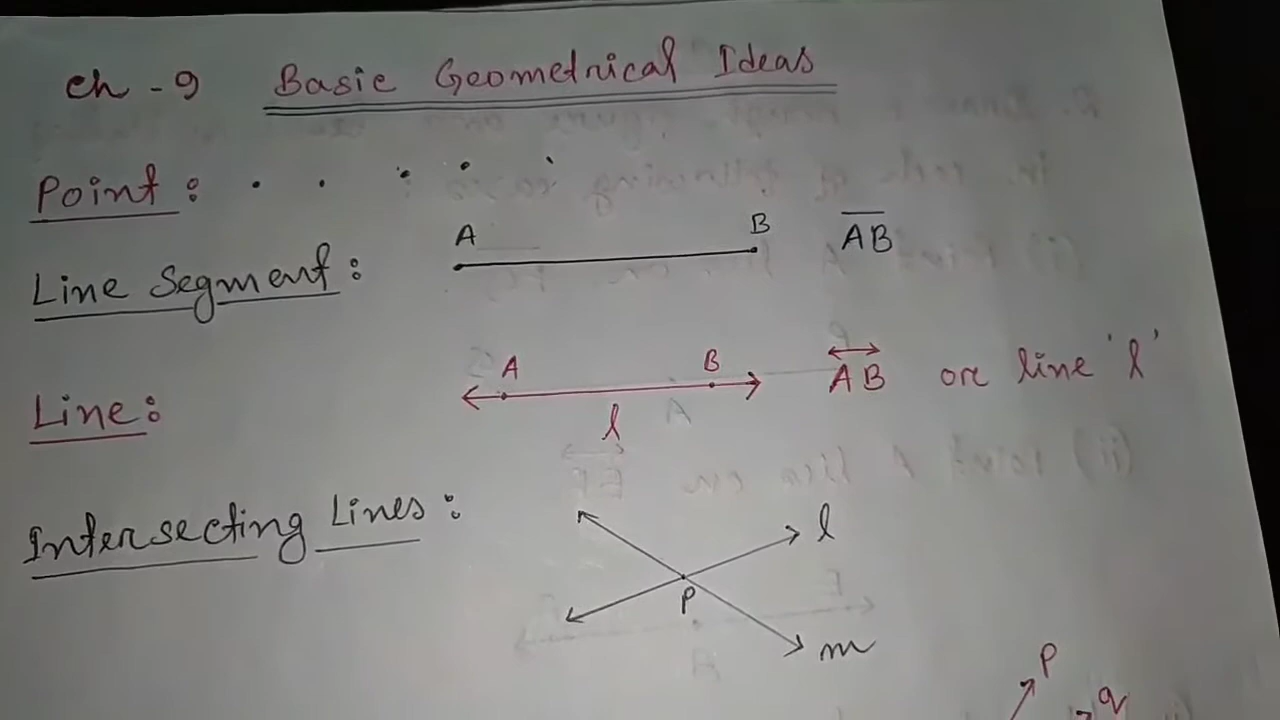 Ch - 9 Basic Geometrical Ideas
Point :
A B AB
Line Segment :
A B AB or line 'l'
Line :
l
Intersecting Lines :
l
P
m
P
q